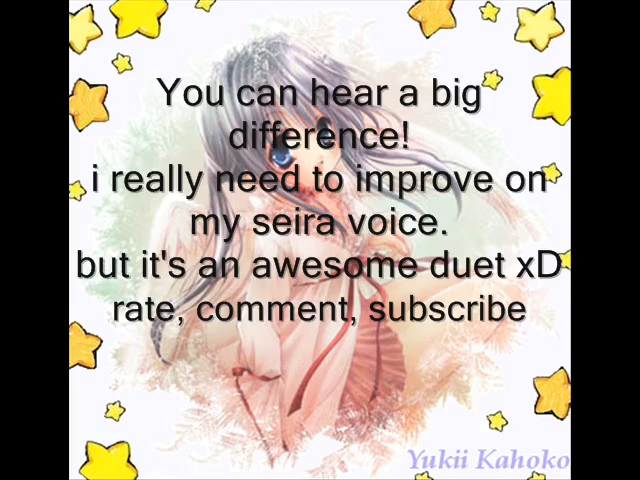 You can hear a big
difference!
i really need to improve on
my seira voice.
but it's an awesome duet xD
rate, comment, subscribe
Yukii Kahoko